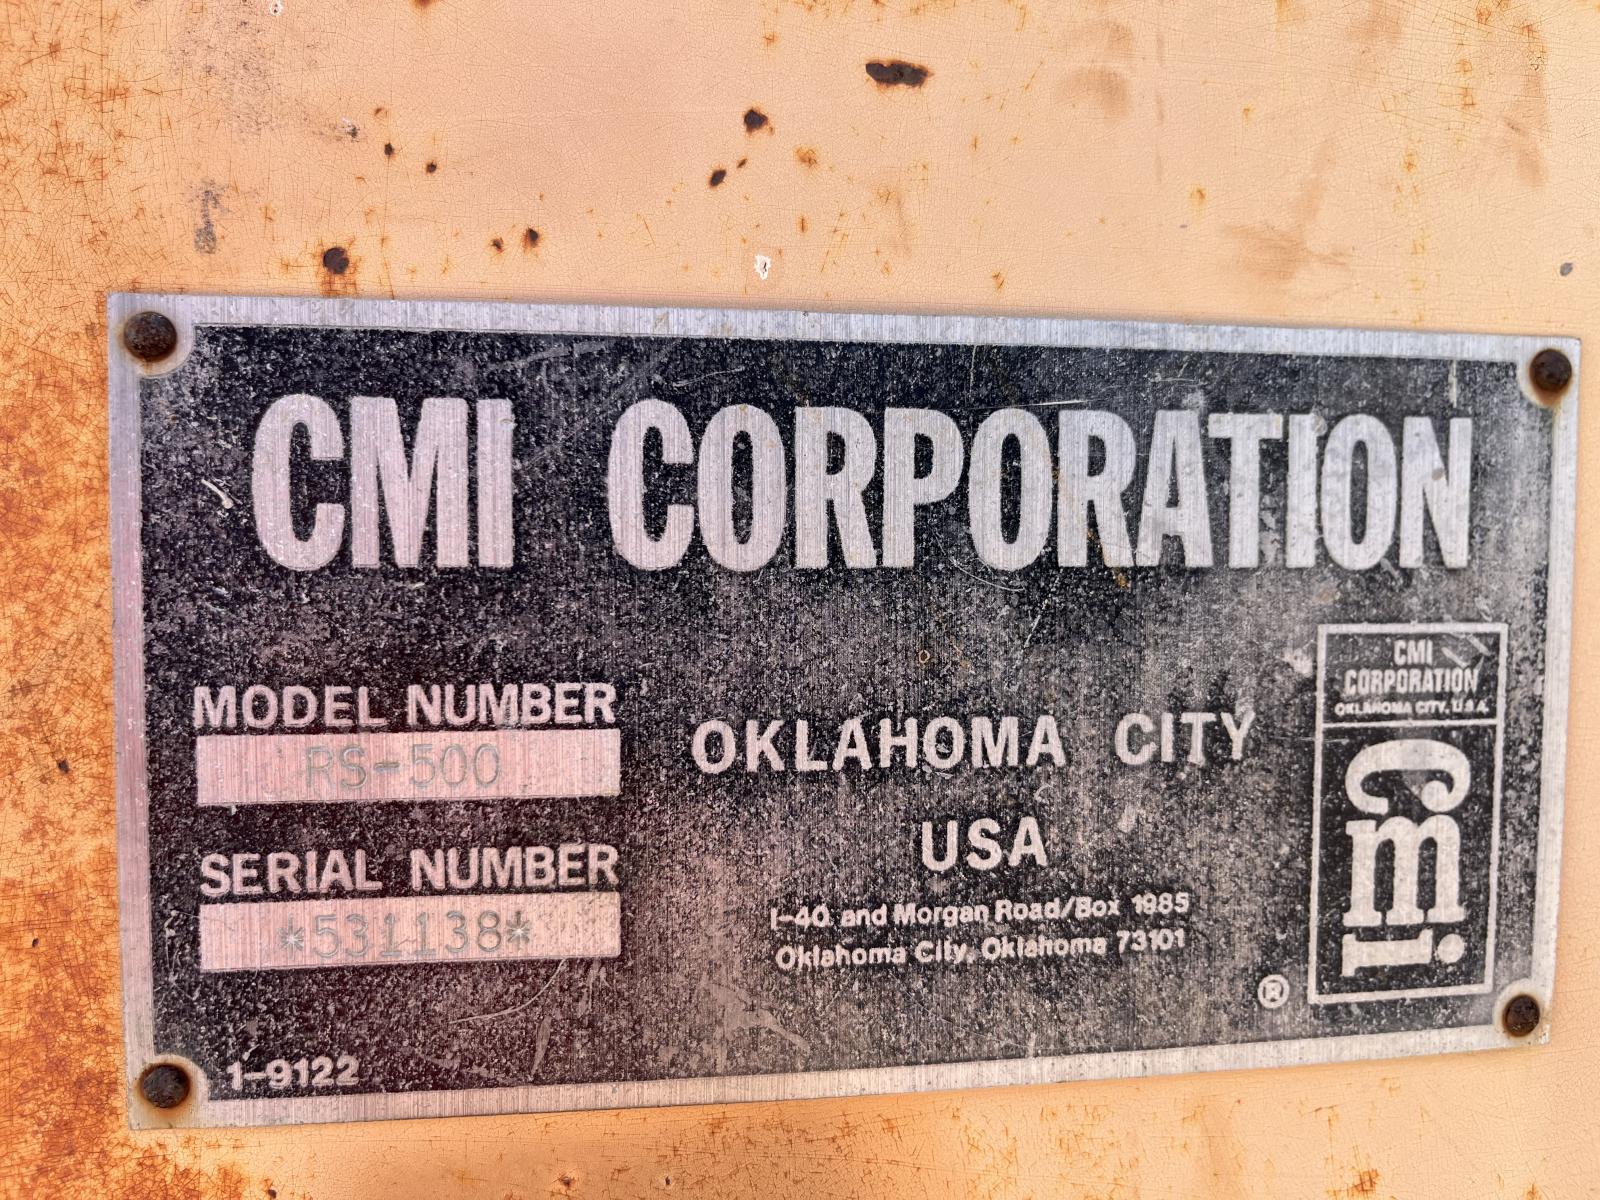 CMI CORPORATION
MODEL NUMBER
RS-500
SERIAL NUMBER
*531138*
1-9122
OKLAHOMA CITY
USA
I-40 and Morgan Road/Box 1985
Oklahoma City, Oklahoma 73101
®
CMI
CORPORATION
OKLAHOMA CITY, U.S.A.
cmi